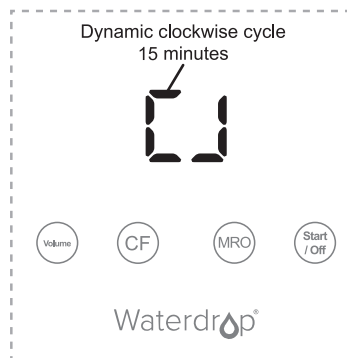 Dynamic clockwise cycle
15 minutes
Volume CF MRO Start / Off
Waterdrop®